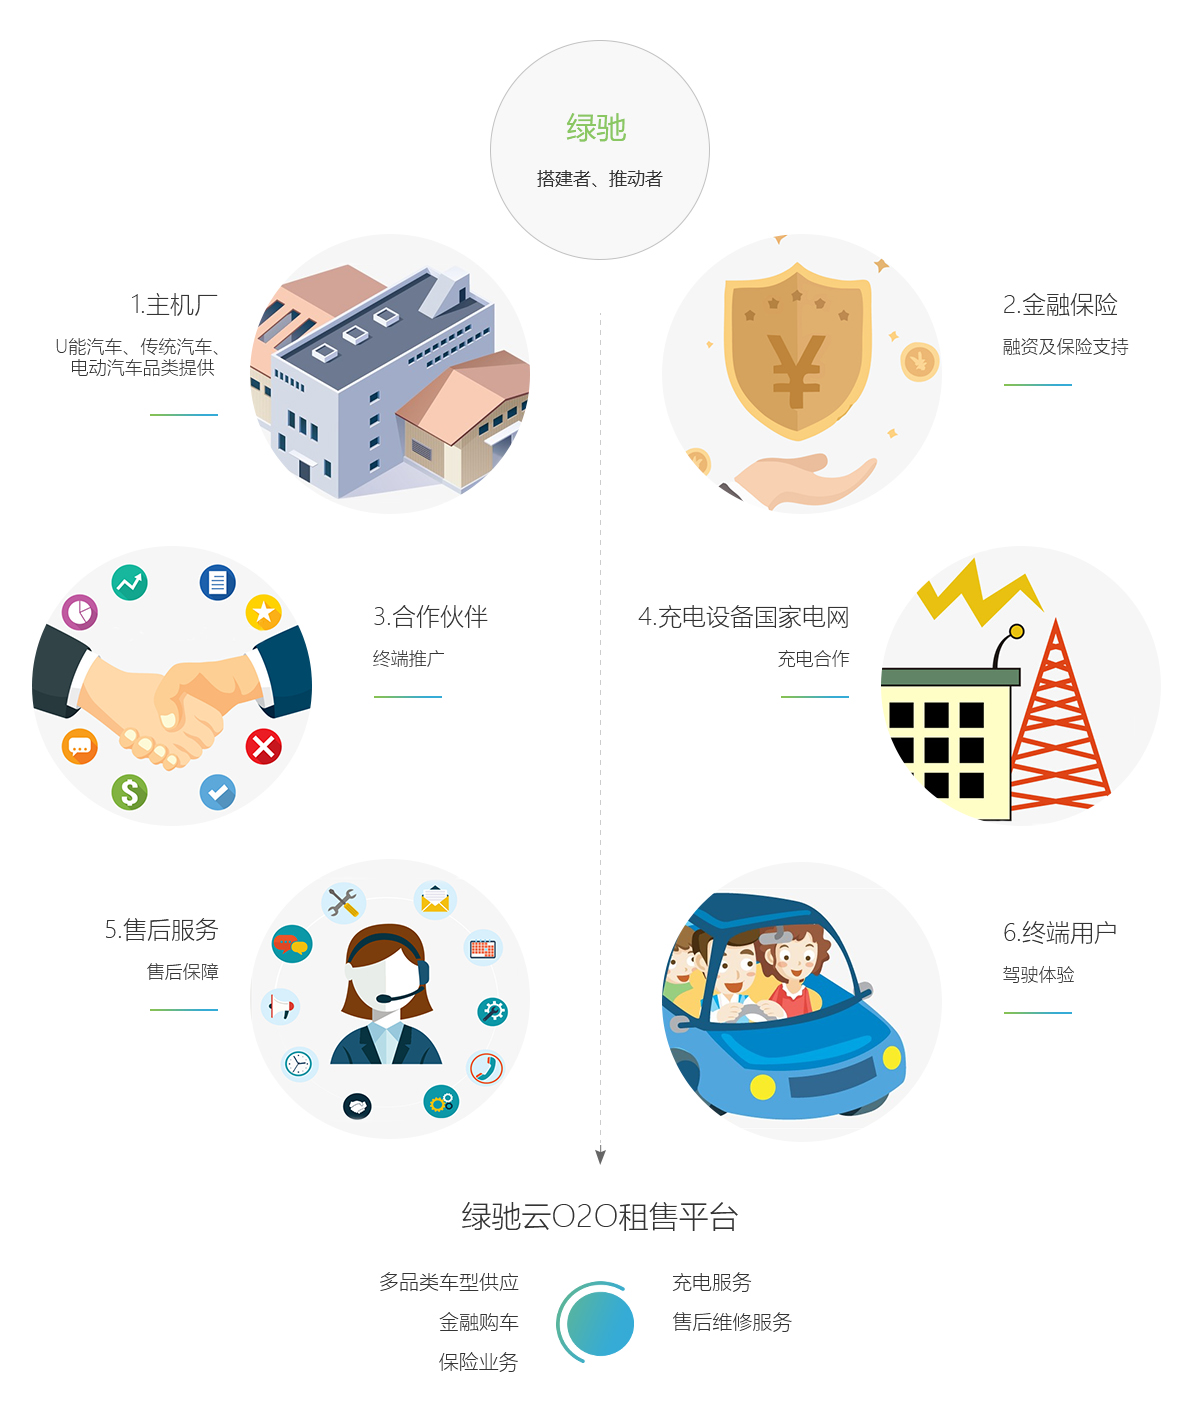 绿驰
搭建者、推动者
1.主机厂
U能汽车、传统汽车、
电动汽车品类提供
2.金融保险
融资及保险支持
¥
3.合作伙伴
终端推广
4.充电设备国家电网
充电合作
5.售后服务
售后保障
6.终端用户
驾驶体验
绿驰云O2O租售平台
多品类车型供应
金融购车
保险业务
充电服务
售后维修服务